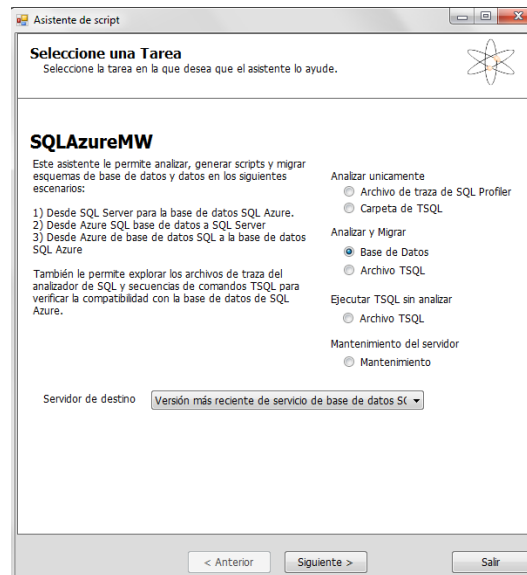 Asistente de script
Seleccione una Tarea
Seleccione la tarea en la que desea que el asistente lo ayude.
SQLAzureMW
Este asistente le permite analizar, generar scripts y migrar
esquemas de base de datos y datos en los siguientes
escenarios:
1) Desde SQL Server para la base de datos SQL Azure.
2) Desde Azure SQL base de datos a SQL Server
3) Desde Azure de base de datos SQL a la base de datos
SQL Azure
También le permite explorar los archivos de traza del
analizador de SQL y secuencias de comandos TSQL para
verificar la compatibilidad con la base de datos de SQL
Azure.
Analizar unicamente
Archivo de traza de SQL Profiler
Carpeta de TSQL
Analizar y Migrar
Base de Datos
Archivo TSQL
Ejecutar TSQL sin analizar
Archivo TSQL
Mantenimiento del servidor
Mantenimiento
Servidor de destino
Versión más reciente de servicio de base de datos S(
< Anterior
Siguiente >
Salir